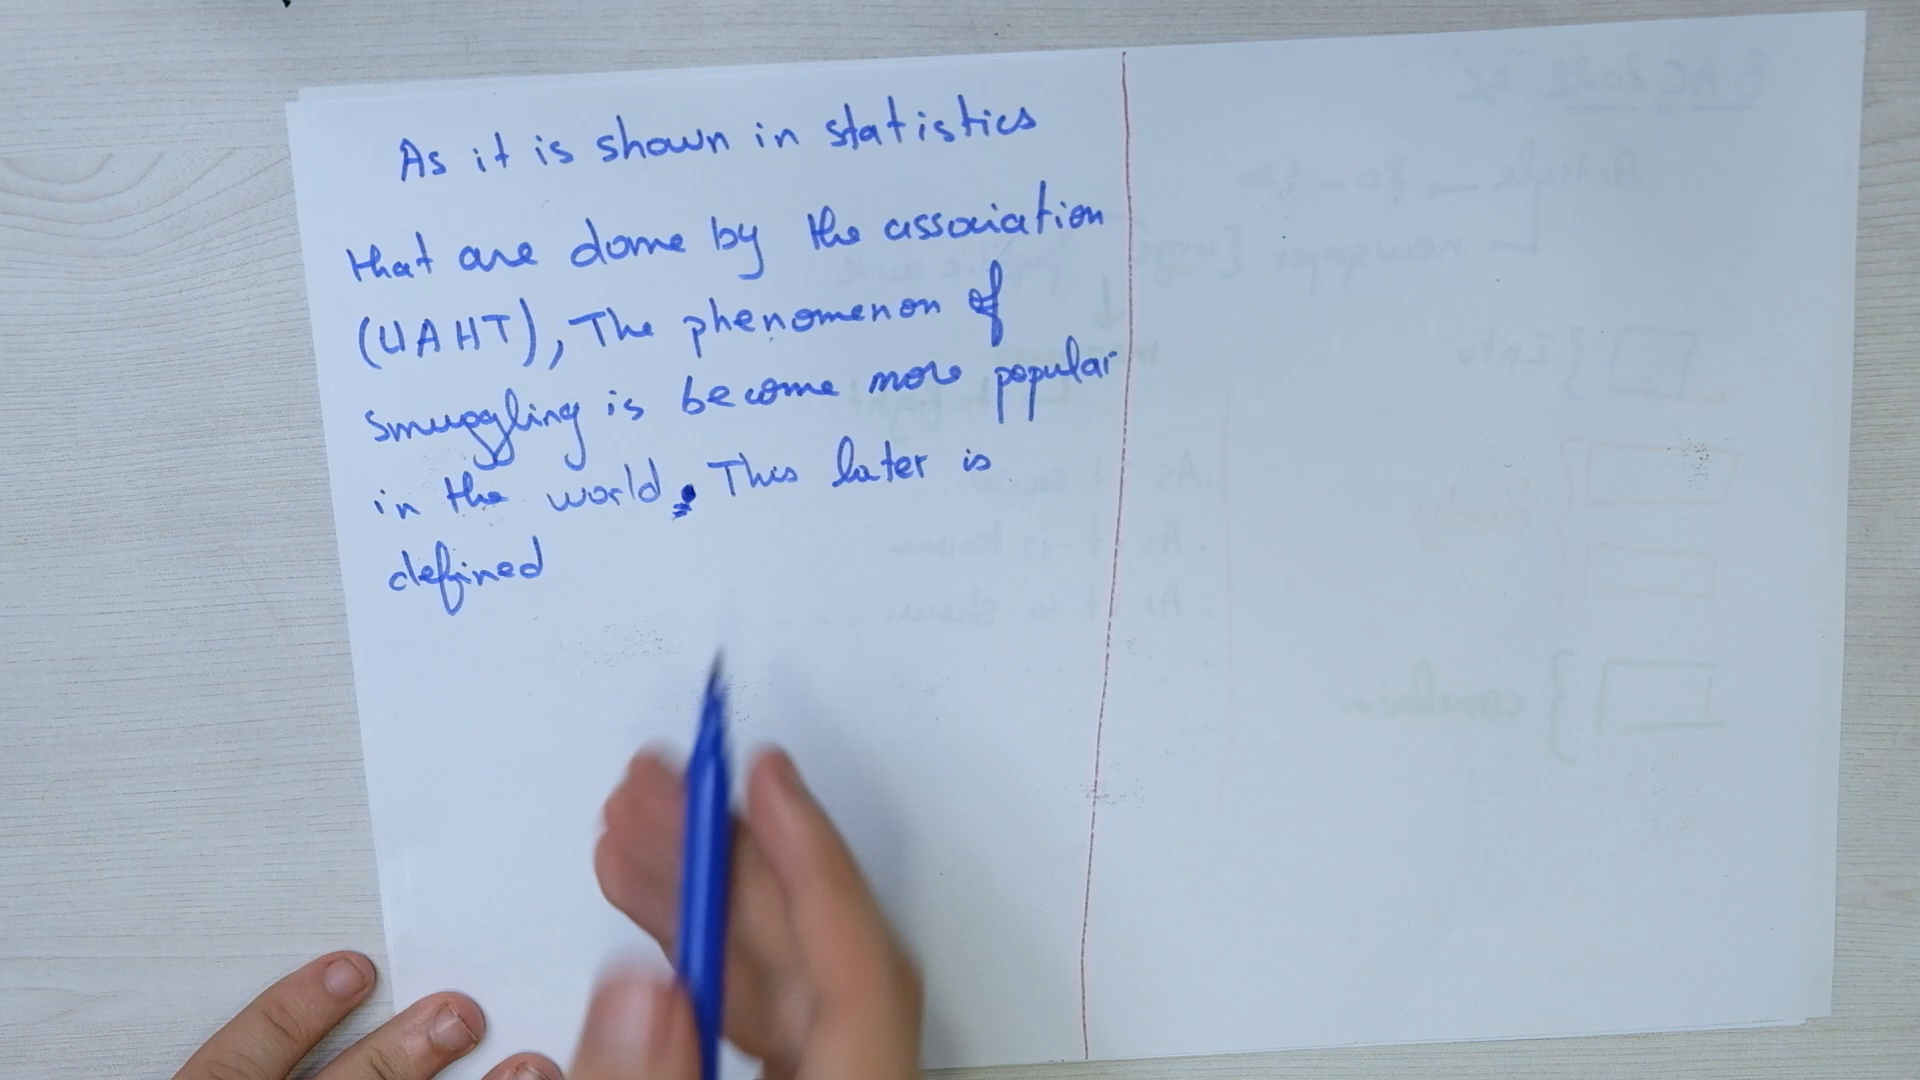 As it is shown in statistics
that are done by the association
(UAHT), The phenomenon of
smuggling is become more popular
in the world. This later is
defined